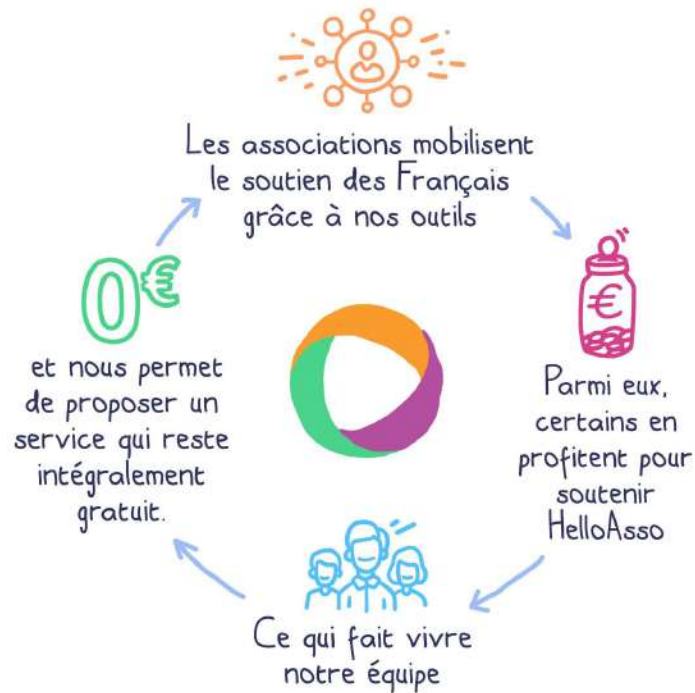 Les associations mobilisent
le soutien des Français
grâce à nos outils
€
Parmi eux,
certains en
profitent pour
soutenir
HelloAsso
Ce qui fait vivre
notre équipe
0€
et nous permet
de proposer un
service qui reste
intégralement
gratuit.